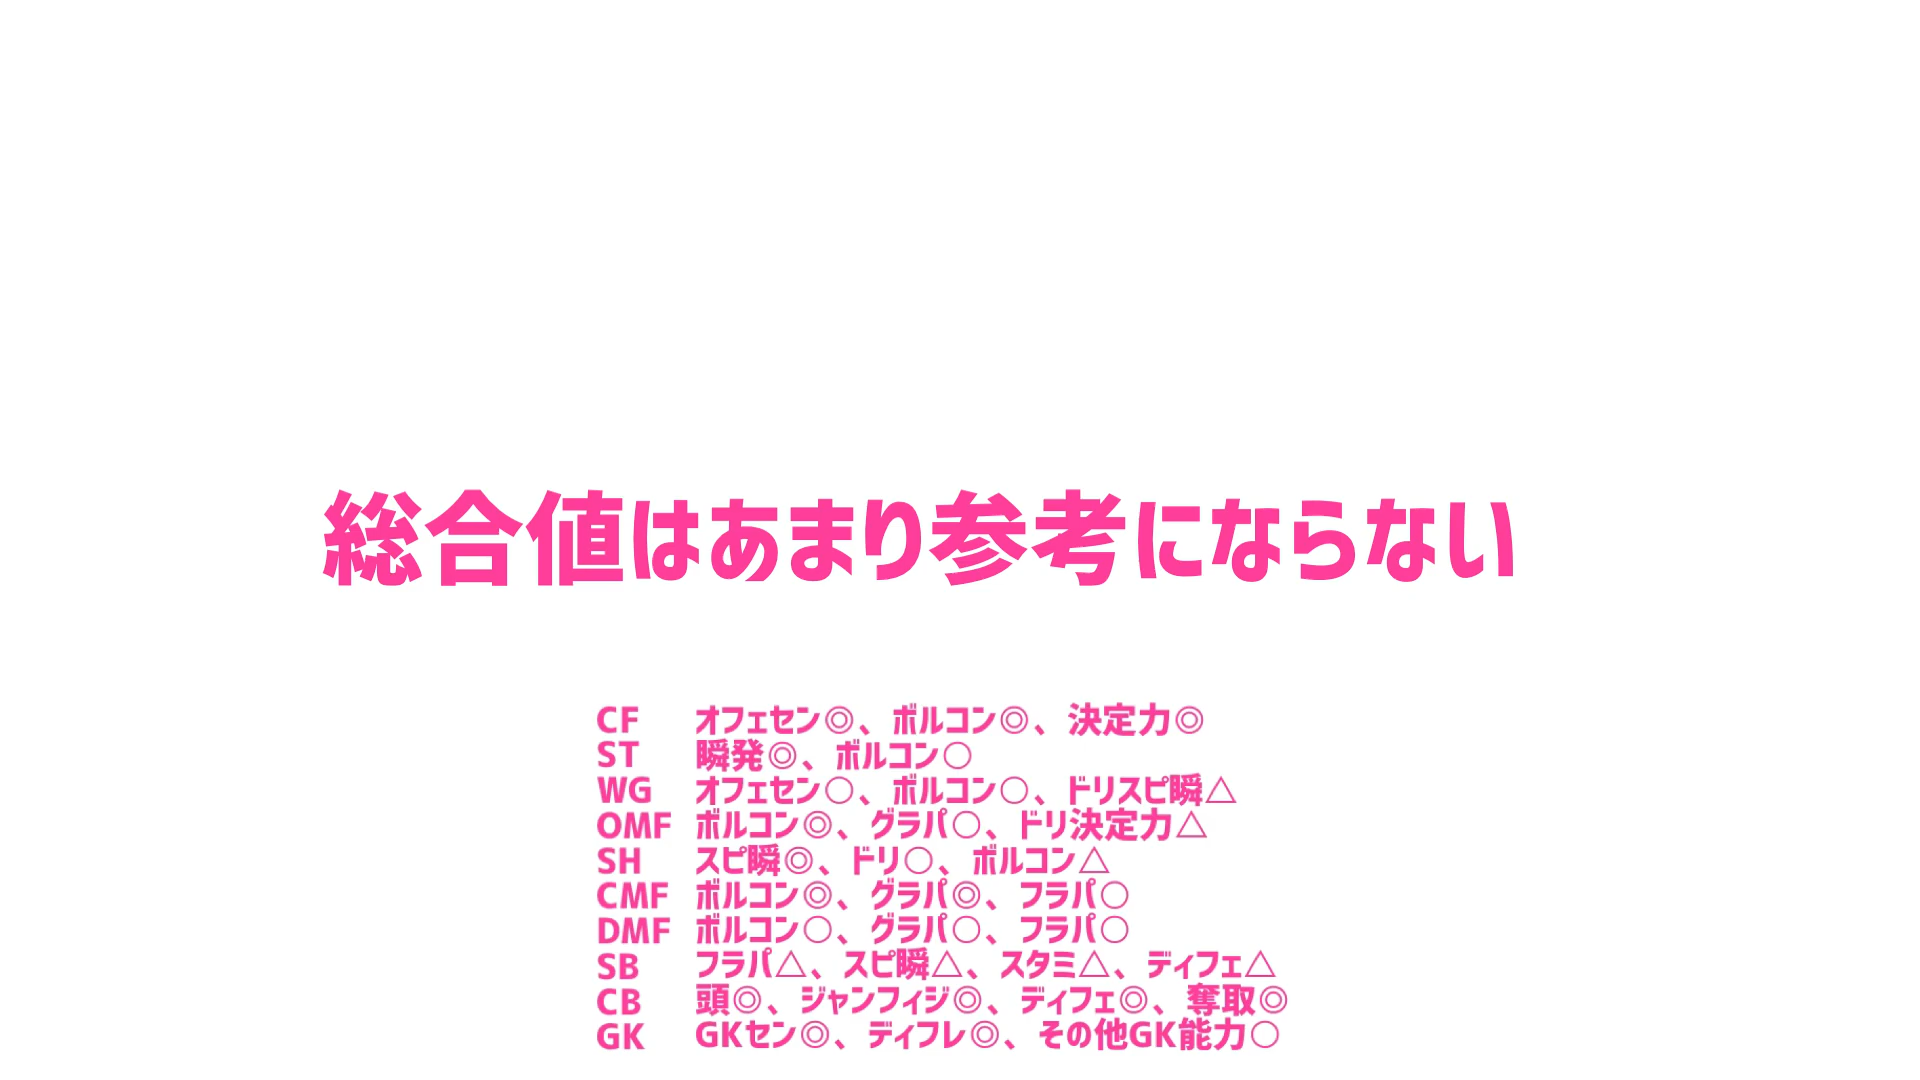 総合値はあまり参考にならない
CF オフェセン◎、ボルコン◎、決定力◎
ST 瞬発◎、ボルコン○
WG オフェセン○、ボルコン○、ドリスピ瞬△
OMF ボルコン◎、グラパ○、ドリ決定力△
SH スピ瞬◎、ドリ○、ボルコン△
CMF ボルコン◎、グラパ◎、フラパ○
DMF ボルコン○、グラパ○、フラパ○
SB フラパ△、スピ瞬△、スタミ△、ディフェ△
CB 頭◎、ジャンフィジ◎、ディフェ◎、奪取◎
GK GKセン◎、ディフレ◎、その他GK能力○